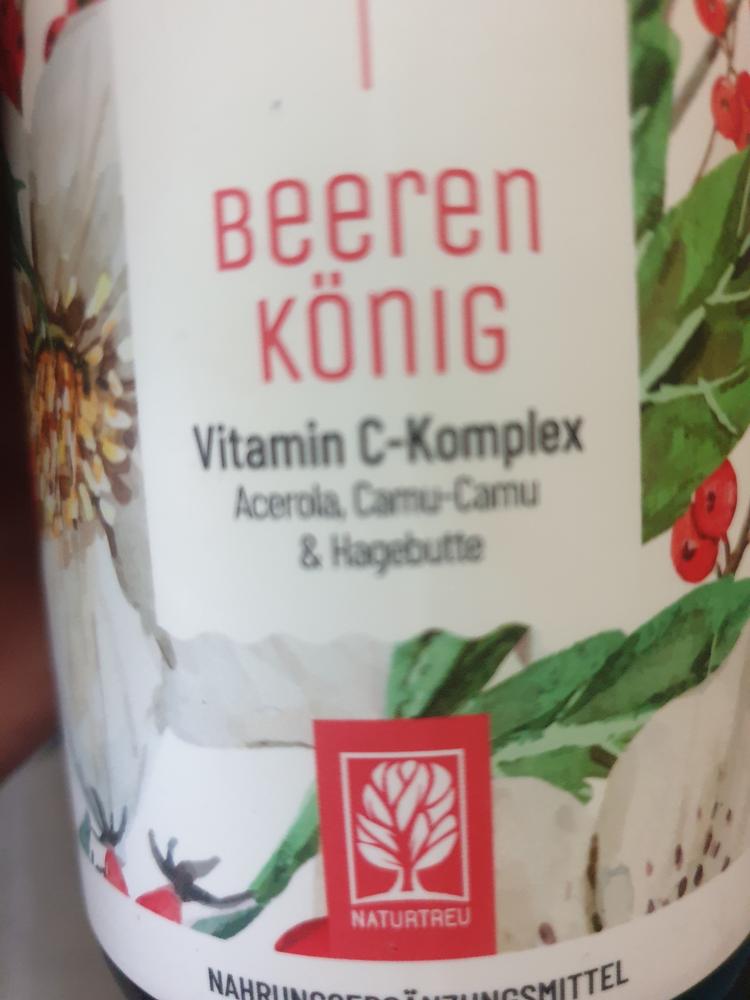 BEEREN
KÖNIG
Vitamin C-Komplex
Acerola, Camu-Camu
& Hagebutte
NATURTREU
NAHRUNGSERGÄNZUNGSMITTEL